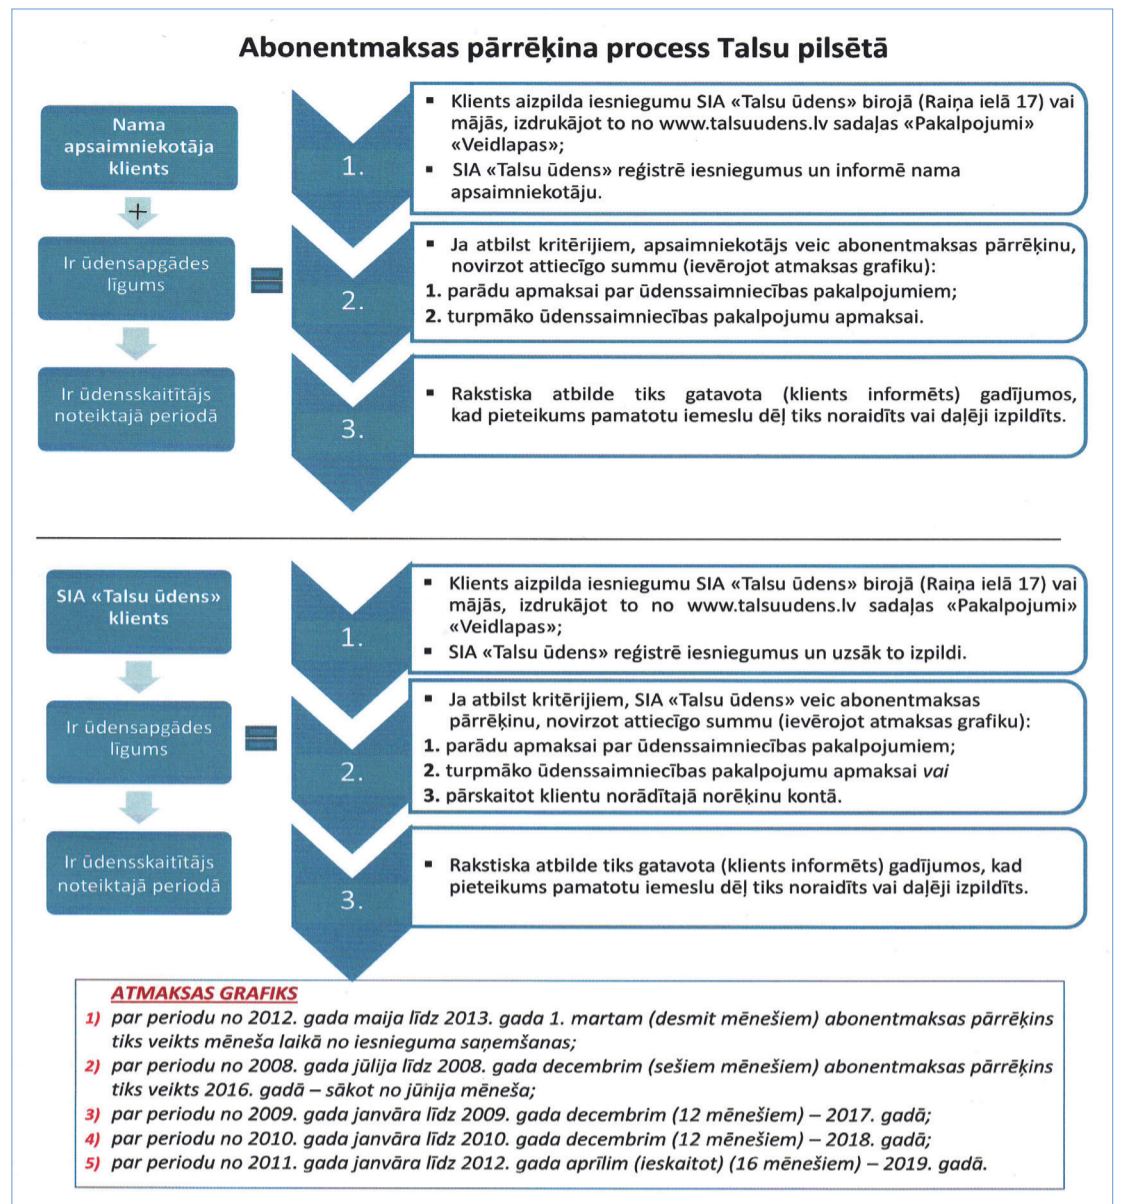 Abonentmaksas pārrēķina process Talsu pilsētā
Nama
apsaimniekotāja
klients
+
Ir ūdensapgādes
līgums
=
Ir ūdensskaitītājs
noteiktajā periodā
1.
▪ Klients aizpilda iesniegumu SIA «Talsu ūdens» birojā (Raiņa ielā 17) vai
mājās, izdrukājot to no www.talsuudens.lv sadaļas «Pakalpojumi»
«Veidlapas»;
▪ SIA «Talsu ūdens» reģistrē iesniegumus un informē nama
apsaimniekotāju.
2.
▪ Ja atbilst kritērijiem, apsaimniekotājs veic abonentmaksas pārrēķinu,
novirzot attiecīgo summu (ievērojot atmaksas grafiku):
1. parādu apmaksai par ūdenssaimniecības pakalpojumiem;
2. turpmāko ūdenssaimniecības pakalpojumu apmaksai.
3.
▪ Rakstiska atbilde tiks gatavota (klients informēts) gadījumos,
kad pieteikums pamatotu iemeslu dēļ tiks noraidīts vai daļēji izpildīts.
SIA «Talsu ūdens»
klients
Ir ūdensapgādes
līgums
=
Ir ūdensskaitītājs
noteiktajā periodā
1.
▪ Klients aizpilda iesniegumu SIA «Talsu ūdens» birojā (Raiņa ielā 17) vai
mājās, izdrukājot to no www.talsuudens.lv sadaļas «Pakalpojumi»
«Veidlapas»;
▪ SIA «Talsu ūdens» reģistrē iesniegumus un uzsāk to izpildi.
2.
▪ Ja atbilst kritērijiem, SIA «Talsu ūdens» veic abonentmaksas
pārrēķinu, novirzot attiecīgo summu (ievērojot atmaksas grafiku):
1. parādu apmaksai par ūdenssaimniecības pakalpojumiem;
2. turpmāko ūdenssaimniecības pakalpojumu apmaksai vai
3. pārskaitot klientu norādītajā norēķinu kontā.
3.
▪ Rakstiska atbilde tiks gatavota (klients informēts) gadījumos, kad
pieteikums pamatotu iemeslu dēļ tiks noraidīts vai daļēji izpildīts.
ATMAKSAS GRAFIKS
1) par periodu no 2012. gada maija līdz 2013. gada 1. martam (desmit mēnešiem) abonentmaksas pārrēķins
tiks veikts mēneša laikā no iesnieguma saņemšanas;
2) par periodu no 2008. gada jūlija līdz 2008. gada decembrim (sešiem mēnešiem) abonentmaksas pārrēķins
tiks veikts 2016. gadā – sākot no jūnija mēneša;
3) par periodu no 2009. gada janvāra līdz 2009. gada decembrim (12 mēnešiem) – 2017. gadā;
4) par periodu no 2010. gada janvāra līdz 2010. gada decembrim (12 mēnešiem) – 2018. gadā;
5) par periodu no 2011. gada janvāra līdz 2012. gada aprīlim (ieskaitot) (16 mēnešiem) – 2019. gadā.